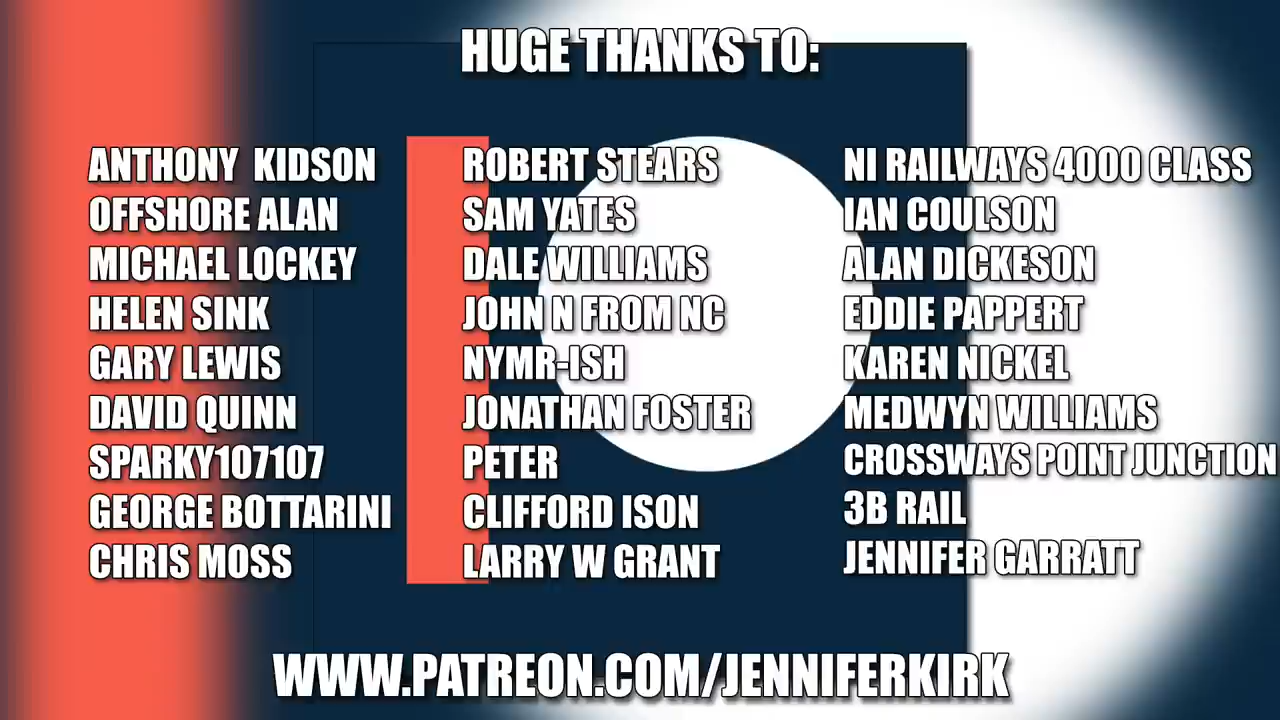 HUGE THANKS TO:
ANTHONY KIDSON
OFFSHORE ALAN
MICHAEL LOCKEY
HELEN SINK
GARY LEWIS
DAVID QUINN
SPARKY107107
GEORGE BOTTARINI
CHRIS MOSS
ROBERT STEARS
SAM YATES
DALE WILLIAMS
JOHN N FROM NC
NYMR-ISH
JONATHAN FOSTER
PETER
CLIFFORD ISON
LARRY W GRANT
NI RAILWAYS 4000 CLASS
IAN COULSON
ALAN DICKESON
EDDIE PAPPERT
KAREN NICKEL
MEDWYN WILLIAMS
CROSSWAYS POINT JUNCTION
3B RAIL
JENNIFER GARRATT
WWW.PATREON.COM/JENNIFERKIRK